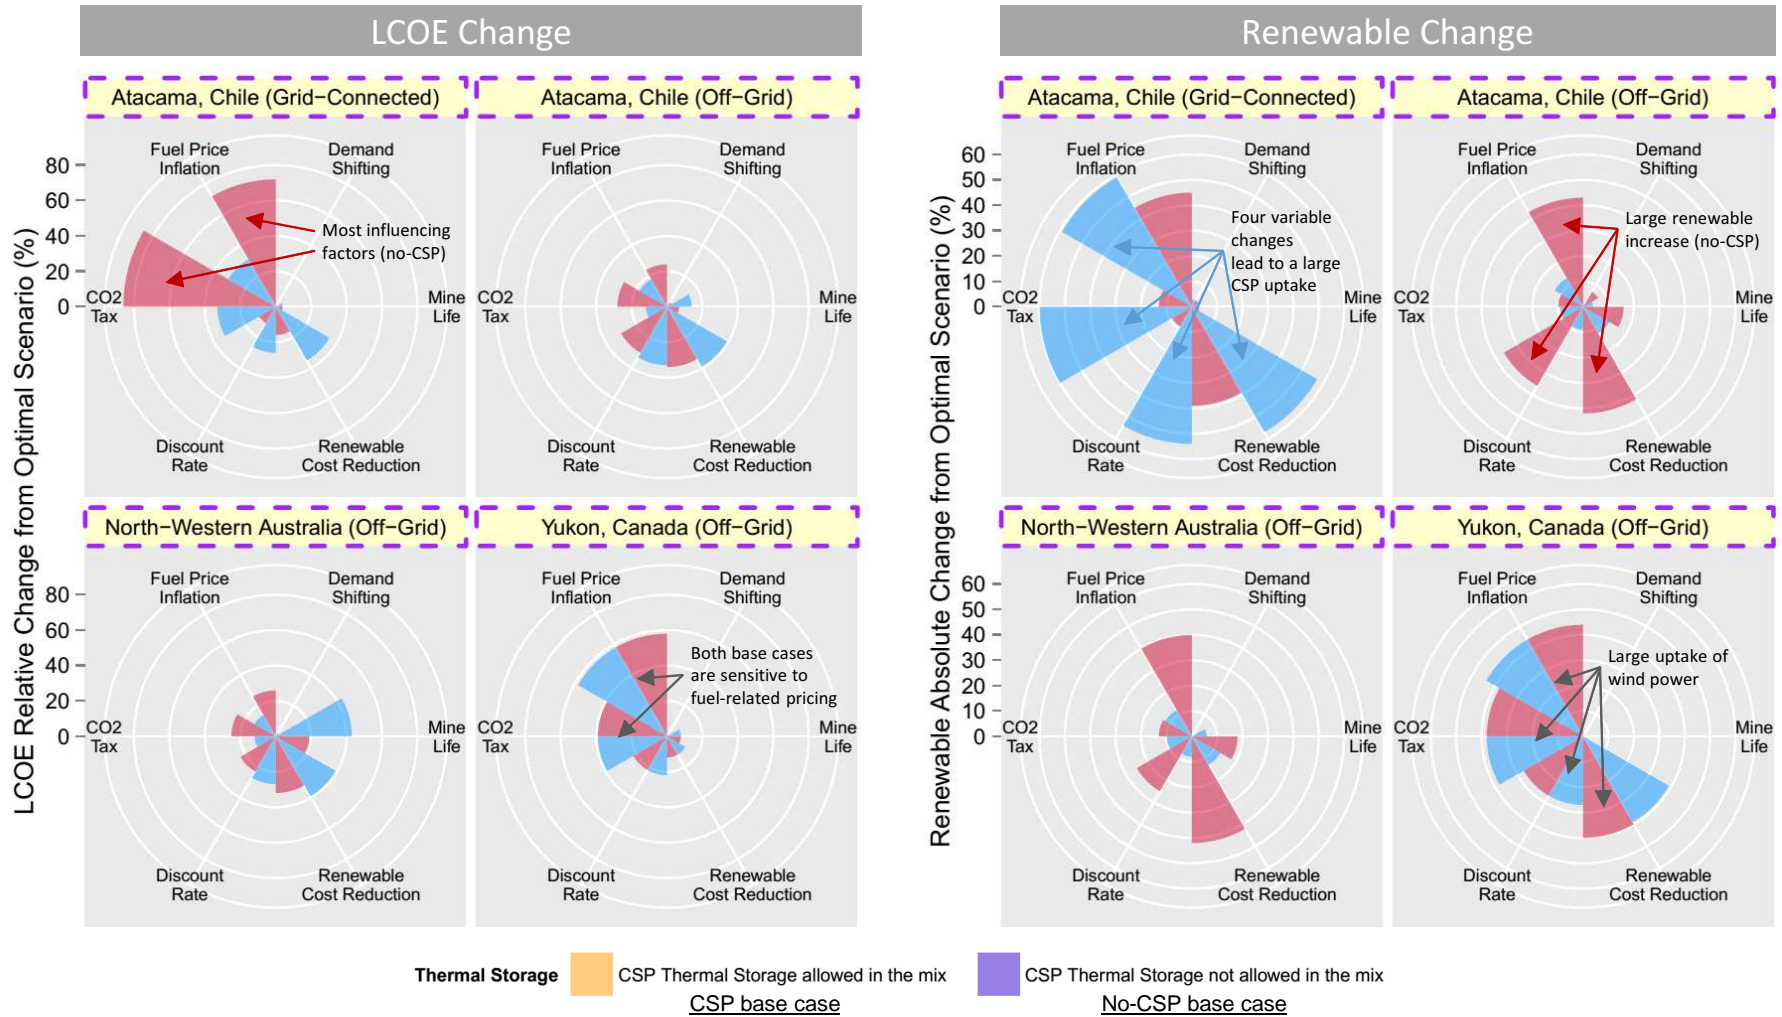 LCOE Change
Renewable Change
LCOE Relative Change from Optimal Scenario (%)
Atacama, Chile (Grid−Connected)
80
60
40
20
0
Fuel Price
Inflation
Demand
Shifting
CO2
Tax
Mine
Life
Discount
Rate
Renewable
Cost Reduction
Most influencing
factors (no-CSP)
Atacama, Chile (Off−Grid)
Fuel Price
Inflation
Demand
Shifting
CO2
Tax
Mine
Life
Discount
Rate
Renewable
Cost Reduction
North−Western Australia (Off−Grid)
80
60
40
20
0
Fuel Price
Inflation
Demand
Shifting
CO2
Tax
Mine
Life
Discount
Rate
Renewable
Cost Reduction
Yukon, Canada (Off−Grid)
Fuel Price
Inflation
Demand
Shifting
CO2
Tax
Mine
Life
Discount
Rate
Renewable
Cost Reduction
Both base cases
are sensitive to
fuel-related pricing
Renewable Absolute Change from Optimal Scenario (%)
Atacama, Chile (Grid−Connected)
60
50
40
30
20
10
0
Fuel Price
Inflation
Demand
Shifting
CO2
Tax
Mine
Life
Discount
Rate
Renewable
Cost Reduction
Four variable
changes
lead to a large
CSP uptake
Atacama, Chile (Off−Grid)
Fuel Price
Inflation
Demand
Shifting
CO2
Tax
Mine
Life
Discount
Rate
Renewable
Cost Reduction
Large renewable
increase (no-CSP)
North−Western Australia (Off−Grid)
60
50
40
30
20
10
0
Fuel Price
Inflation
Demand
Shifting
CO2
Tax
Mine
Life
Discount
Rate
Renewable
Cost Reduction
Yukon, Canada (Off−Grid)
Fuel Price
Inflation
Demand
Shifting
CO2
Tax
Mine
Life
Discount
Rate
Renewable
Cost Reduction
Large uptake of
wind power
Thermal Storage
CSP Thermal Storage allowed in the mix
CSP base case
CSP Thermal Storage not allowed in the mix
No-CSP base case